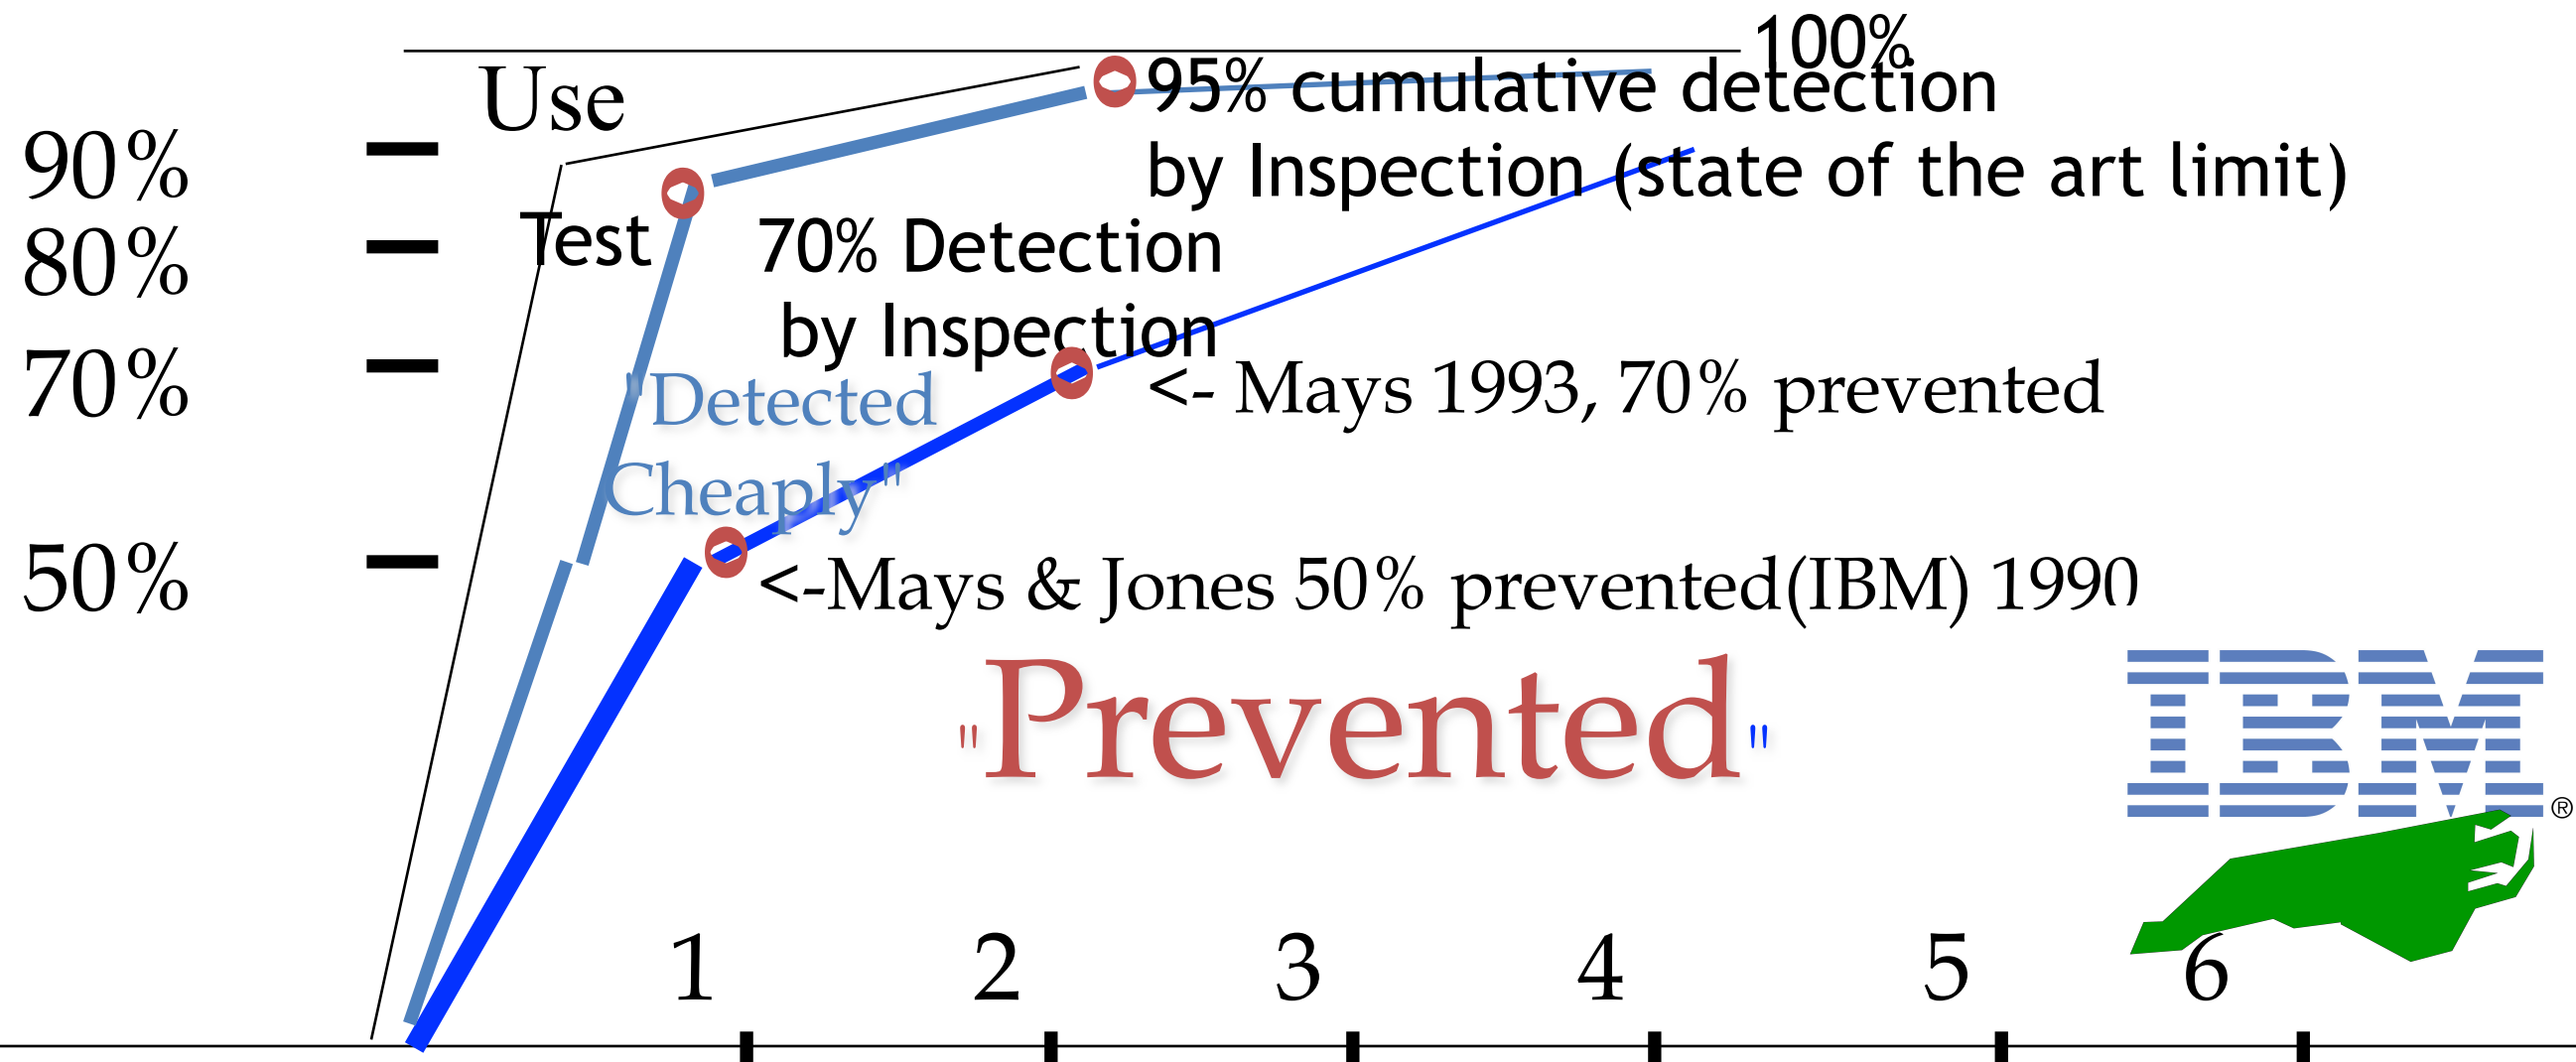 100%
Use
95% cumulative detection
by Inspection (state of the art limit)
90%
Test
70% Detection
by Inspection
80%
70%
"Detected
Cheaply"
<- Mays 1993, 70% prevented
50%
<-Mays & Jones 50% prevented(IBM) 1990
"Prevented"
IBM®
1 2 3 4 5 6